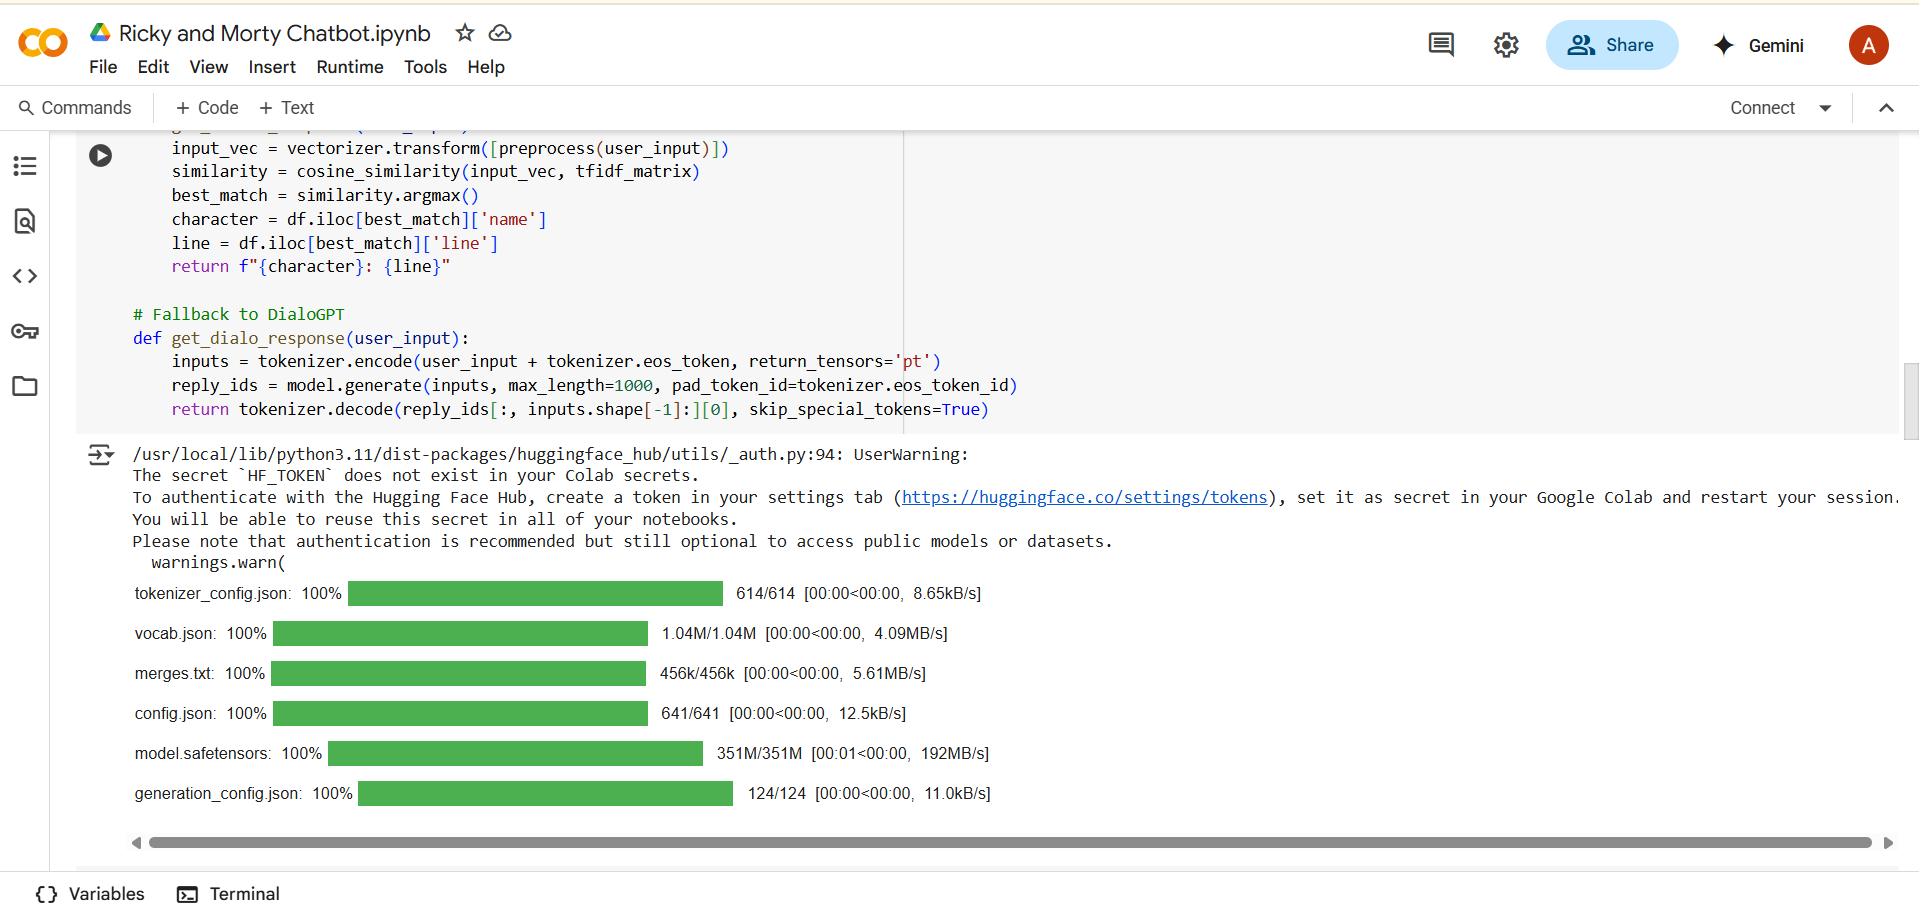 Ricky and Morty Chatbot.ipynb
File Edit View Insert Runtime Tools Help
Share
Gemini
A
Commands
+ Code + Text
Connect
input_vec = vectorizer.transform([preprocess(user_input)])
similarity = cosine_similarity(input_vec, tfidf_matrix)
best_match = similarity.argmax()
character = df.iloc[best_match]['name']
line = df.iloc[best_match]['line']
return f"{character}: {line}"
# Fallback to DialoGPT
def get_dialo_response(user_input):
inputs = tokenizer.encode(user_input + tokenizer.eos_token, return_tensors='pt')
reply_ids = model.generate(inputs, max_length=1000, pad_token_id=tokenizer.eos_token_id)
return tokenizer.decode(reply_ids[:, inputs.shape[-1]:][0], skip_special_tokens=True)
/usr/local/lib/python3.11/dist-packages/huggingface_hub/utils/_auth.py:94: UserWarning:
The secret `HF_TOKEN` does not exist in your Colab secrets.
To authenticate with the Hugging Face Hub, create a token in your settings tab (https://huggingface.co/settings/tokens), set it as secret in your Google Colab and restart your session.
You will be able to reuse this secret in all of your notebooks.
Please note that authentication is recommended but still optional to access public models or datasets.
warnings.warn(
tokenizer_config.json: 100% 614/614 [00:00<00:00, 8.65kB/s]
vocab.json: 100% 1.04M/1.04M [00:00<00:00, 4.09MB/s]
merges.txt: 100% 456k/456k [00:00<00:00, 5.61MB/s]
config.json: 100% 641/641 [00:00<00:00, 12.5kB/s]
model.safetensors: 100% 351M/351M [00:01<00:00, 192MB/s]
generation_config.json: 100% 124/124 [00:00<00:00, 11.0kB/s]
Variables Terminal